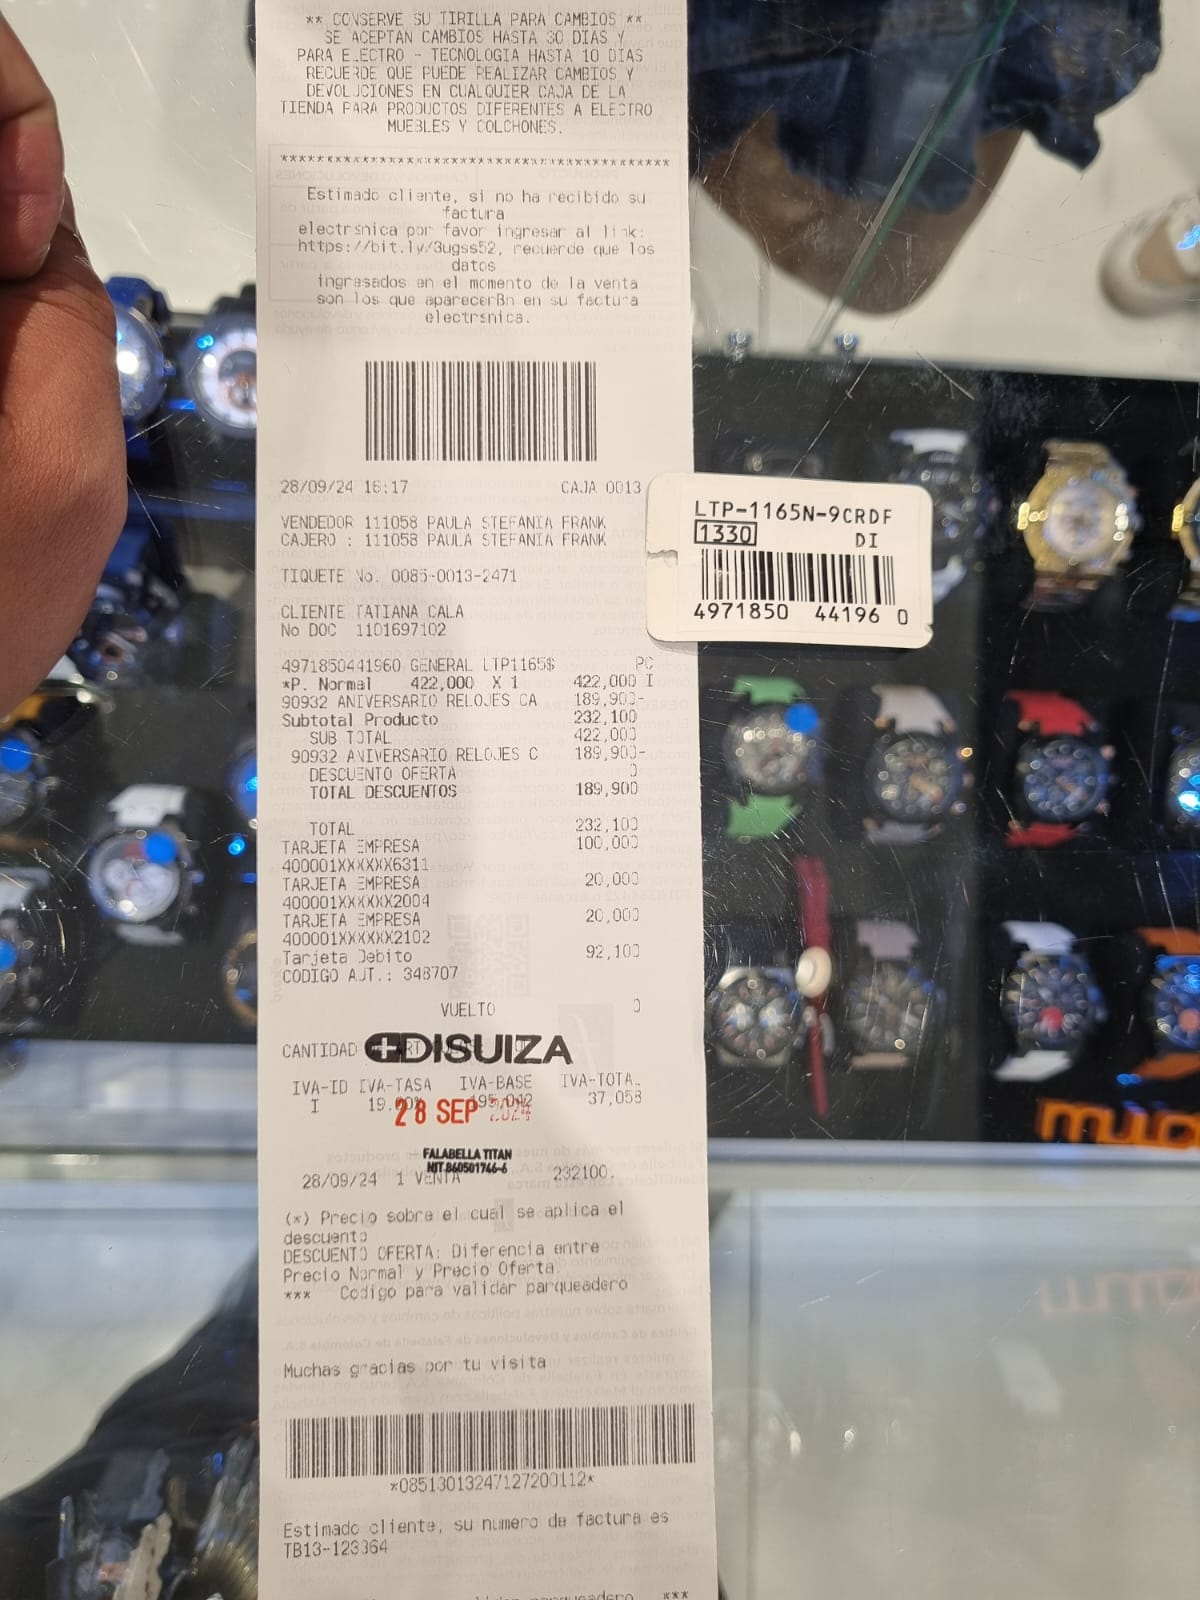 ** CONSERVE SU TIRILLA PARA CAMBIOS **
SE ACEPTAN CAMBIOS HASTA 30 DIAS Y
PARA ELECTRO - TECNOLOGIA HASTA 10 DIAS
RECUERDE QUE PUEDE REALIZAR CAMBIOS Y
DEVOLUCIONES EN CUALQUIER CAJA DE LA
TIENDA PARA PRODUCTOS DIFERENTES A ELECTRO
MUEBLES Y COLCHONES.
******************************************
Estimado cliente, si no ha recibido su
factura
electrsnica por favor ingresar al link:
https://bit.ly/3ugss52, recuerde que los
datos
ingresados en el momento de la venta
son los que aparecerBn en su factura
electrsnica.
28/09/24 16:17 CAJA 0013
VENDEDOR 111058 PAULA STEFANIA FRANK
CAJERO : 111058 PAULA STEFANIA FRANK
TIQUETE No. 0085-0013-2471
CLIENTE TATIANA CALA
No DOC 1101697102
4971850441960 GENERAL LTP1165$ PC
*P. Normal 422,000 X 1 422,000 I
90932 ANIVERSARIO RELOJES CA 189,900-
Subtotal Producto 232,100
SUB TOTAL 422,000
90932 ANIVERSARIO RELOJES C 189,900-
DESCUENTO OFERTA 0
TOTAL DESCUENTOS 189,900
TOTAL 232,100
TARJETA EMPRESA 100,000
400001XXXXXX6311
TARJETA EMPRESA 20,000
400001XXXXXX2004
TARJETA EMPRESA 20,000
400001XXXXXX2102
Tarjeta Debito 92,100
CODIGO AUT.: 348707
VUELTO 0
CANTIDAD DISUIZA
IVA-ID IVA-TASA IVA-BASE IVA-TOTAL
I 19.00% 195,042 37,058
28 SEP 2024
FALABELLA TITAN
NIT.860501746-6
28/09/24 1 VENTA 232100.
(*) Precio sobre el cual se aplica el
descuento
DESCUENTO OFERTA: Diferencia entre
Precio Normal y Precio Oferta.
*** Codigo para validar parqueadero
Muchas gracias por tu visita
*08513013247127200112*
Estimado cliente, su numero de factura es
TB13-123364
***
LTP-1165N-9CRDF
1330 DI
4971850 44196 0